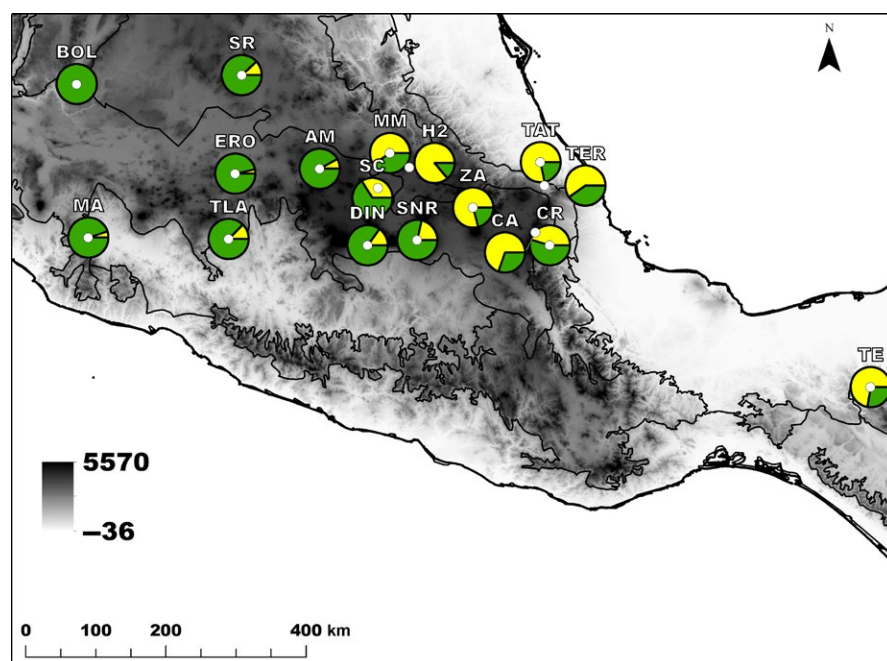 N
BOL
SR
MM
H2
TAT
TER
ERO
AM
SC
ZA
MA
TLA
DIN
SNR
CA
CR
TE
5570
–36
0 100 200 400 km